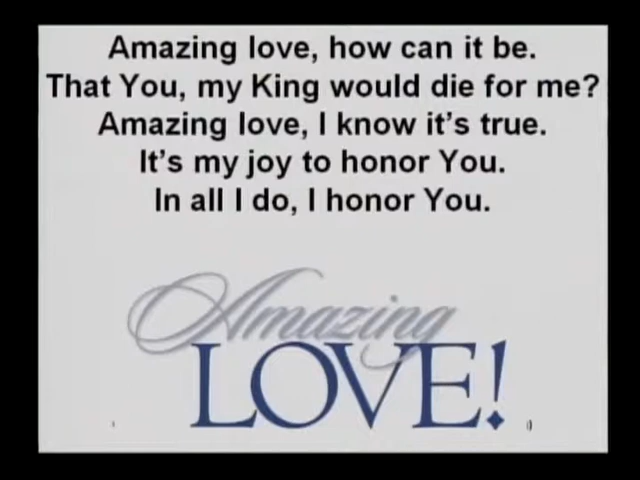 Amazing love, how can it be.
That You, my King would die for me?
Amazing love, I know it's true.
It's my joy to honor You.
In all I do, I honor You.
Amazing
LOVE!